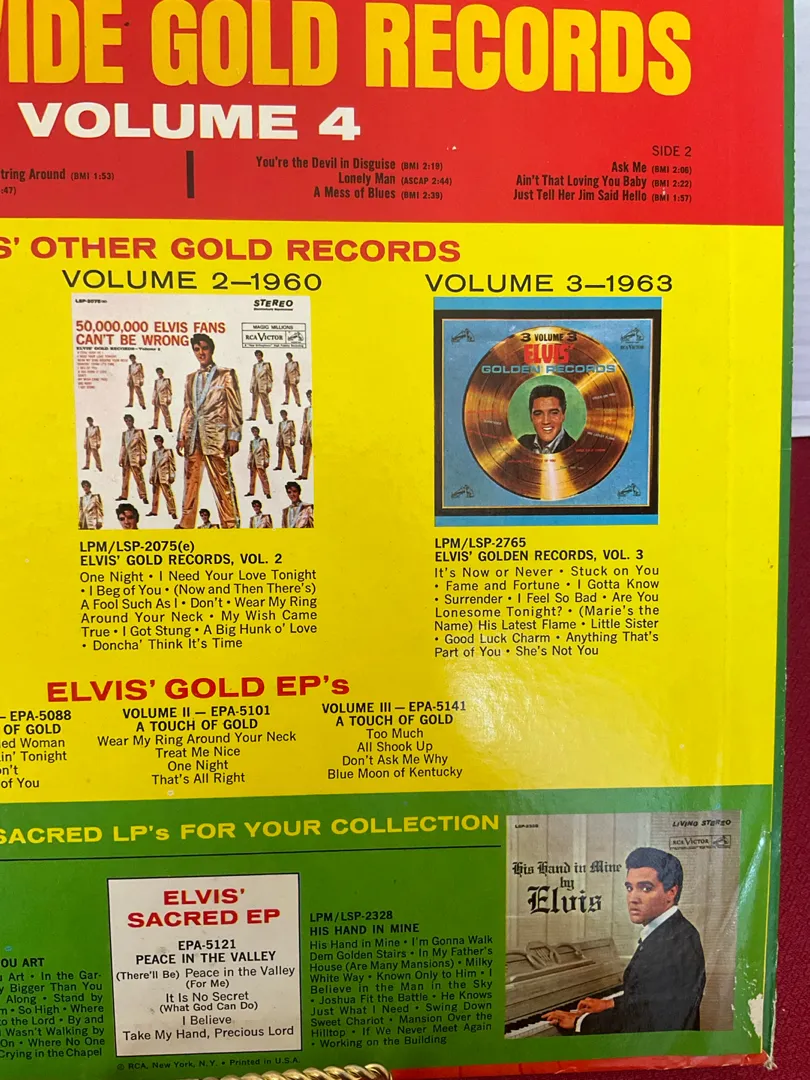 IDE GOLD RECORDS
VOLUME 4
SIDE 2
tring Around (BMI 1:53)
:47)
You're the Devil in Disguise (BMI 2:19)
Lonely Man (ASCAP 2:44)
A Mess of Blues (BMI 2:39)
Ask Me (BMI 2:06)
Ain't That Loving You Baby (BMI 2:22)
Just Tell Her Jim Said Hello (BMI 1:57)
S' OTHER GOLD RECORDS
VOLUME 2—1960
VOLUME 3—1963
STEREO
50,000,000 ELVIS FANS
CAN'T BE WRONG
MAGIC MILLIONS
RCA VICTOR
ELVIS' GOLD RECORDS—Volume 2
3 VOLUME 3
ELVIS'
GOLDEN RECORDS
RCA VICTOR
LPM/LSP-2075(e)
ELVIS' GOLD RECORDS, VOL. 2
One Night • I Need Your Love Tonight
• I Beg of You • (Now and Then There's)
A Fool Such As I • Don't • Wear My Ring
Around Your Neck • My Wish Came
True • I Got Stung • A Big Hunk o' Love
• Doncha' Think It's Time
LPM/LSP-2765
ELVIS' GOLDEN RECORDS, VOL. 3
It's Now or Never • Stuck on You
• Fame and Fortune • I Gotta Know
• Surrender • I Feel So Bad • Are You
Lonesome Tonight? • (Marie's the
Name) His Latest Flame • Little Sister
• Good Luck Charm • Anything That's
Part of You • She's Not You
ELVIS' GOLD EP's
— EPA-5088
OF GOLD
ed Woman
in' Tonight
n't
of You
VOLUME II — EPA-5101
A TOUCH OF GOLD
Wear My Ring Around Your Neck
Treat Me Nice
One Night
That's All Right
VOLUME III — EPA-5141
A TOUCH OF GOLD
Too Much
All Shook Up
Don't Ask Me Why
Blue Moon of Kentucky
SACRED LP's FOR YOUR COLLECTION
LSP-2328
LIVING STEREO
RCA VICTOR
His Hand in Mine
by
Elvis
OU ART
u Art • In the Gar-
y Bigger Than You
Along • Stand by
m • So High • Where
to the Lord • By and
I Wasn't Walking by
On • Where No One
Crying in the Chapel
ELVIS'
SACRED EP
EPA-5121
PEACE IN THE VALLEY
(There'll Be) Peace in the Valley
(For Me)
It Is No Secret
(What God Can Do)
I Believe
Take My Hand, Precious Lord
LPM/LSP-2328
HIS HAND IN MINE
His Hand in Mine • I'm Gonna Walk
Dem Golden Stairs • In My Father's
House (Are Many Mansions) • Milky
White Way • Known Only to Him • I
Believe in the Man in the Sky
• Joshua Fit the Battle • He Knows
Just What I Need • Swing Down
Sweet Chariot • Mansion Over the
Hilltop • If We Never Meet Again
• Working on the Building
© RCA, New York, N.Y. • Printed in U.S.A.